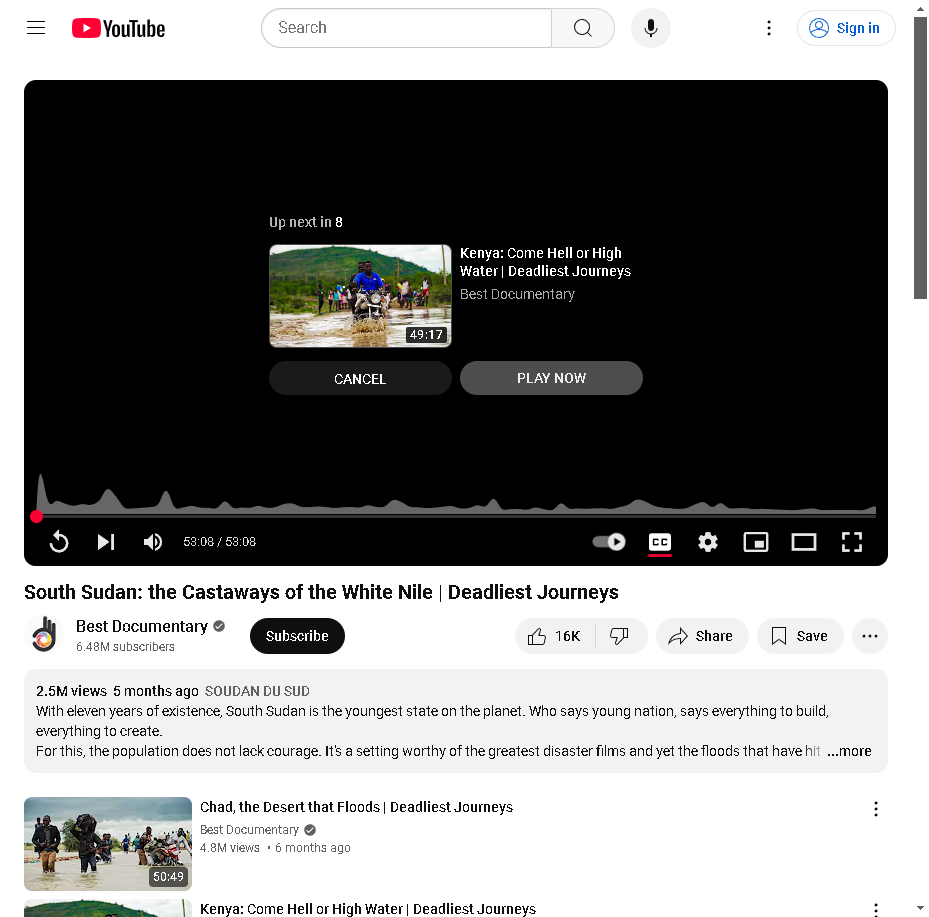 YouTube
Search
Sign in
Up next in 8
Kenya: Come Hell or High
Water | Deadliest Journeys
Best Documentary
49:17
CANCEL
PLAY NOW
53:08 / 53:08
CC
South Sudan: the Castaways of the White Nile | Deadliest Journeys
Best Documentary
6.48M subscribers
Subscribe
16K
Share
Save
2.5M views 5 months ago SOUDAN DU SUD
With eleven years of existence, South Sudan is the youngest state on the planet. Who says young nation, says everything to build,
everything to create.
For this, the population does not lack courage. It's a setting worthy of the greatest disaster films and yet the floods that have hit ...more
Chad, the Desert that Floods | Deadliest Journeys
Best Documentary
4.8M views • 6 months ago
50:49
Kenya: Come Hell or High Water | Deadliest Journeys